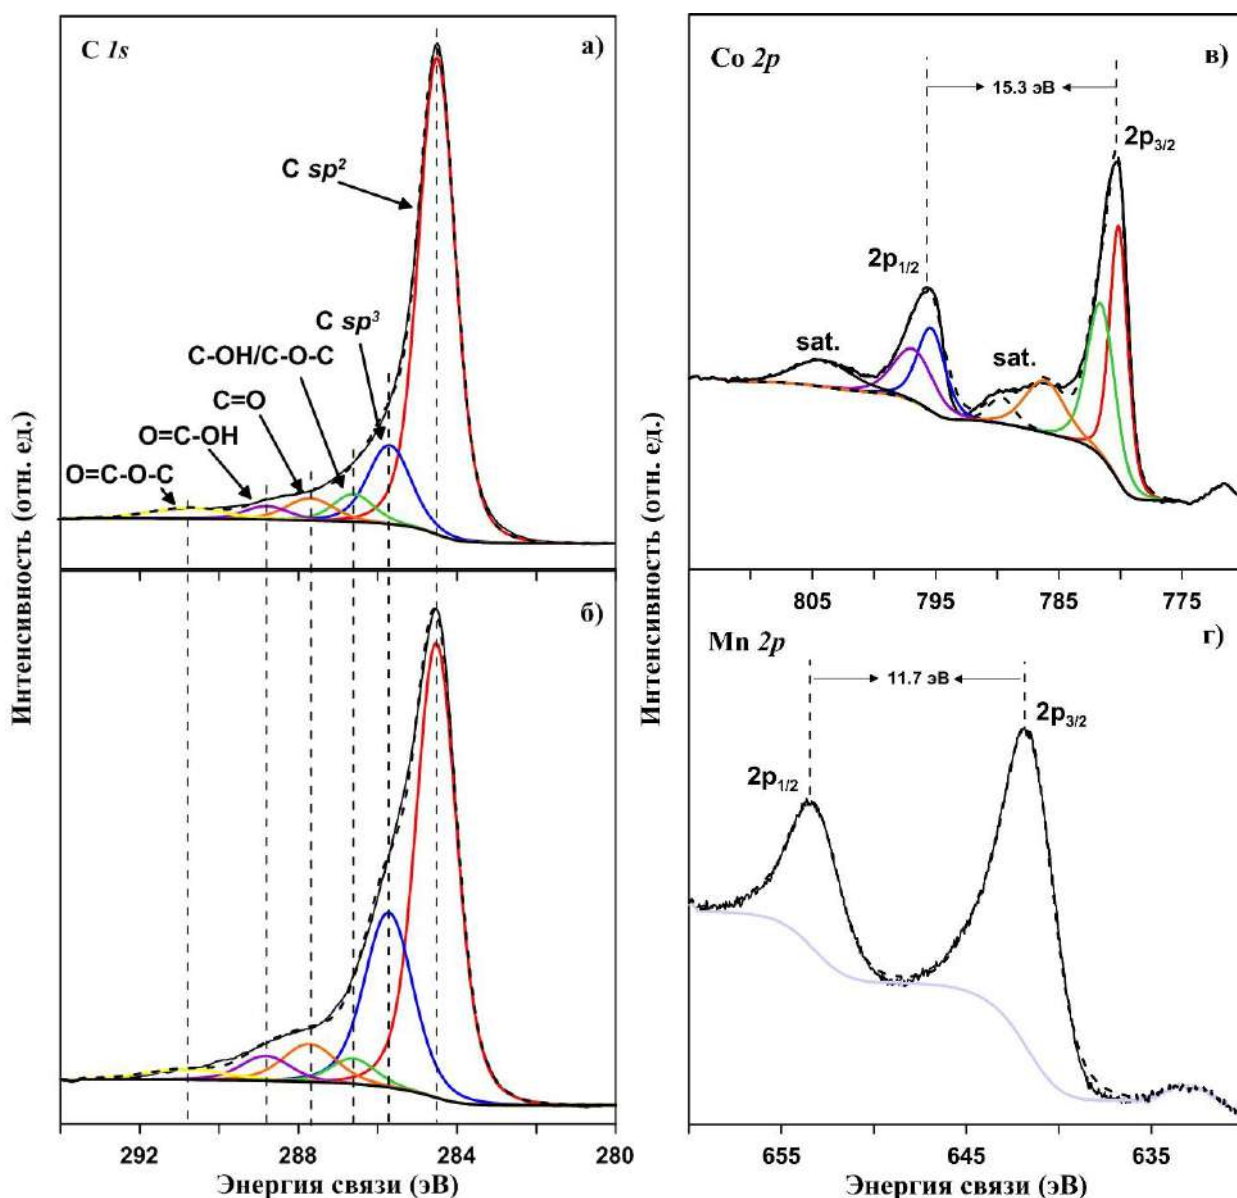 C 1s
а)
C sp²
C sp³
C-OH/C-O-C
C=O
O=C-OH
O=C-O-C
Интенсивность (отн. ед.)
б)
292 288 284 280
Энергия связи (эВ)
Co 2p
в)
15.3 эВ
2p3/2
2p1/2
sat.
sat.
Интенсивность (отн. ед.)
805 795 785 775
Mn 2p
г)
11.7 эВ
2p3/2
2p1/2
655 645 635
Энергия связи (эВ)